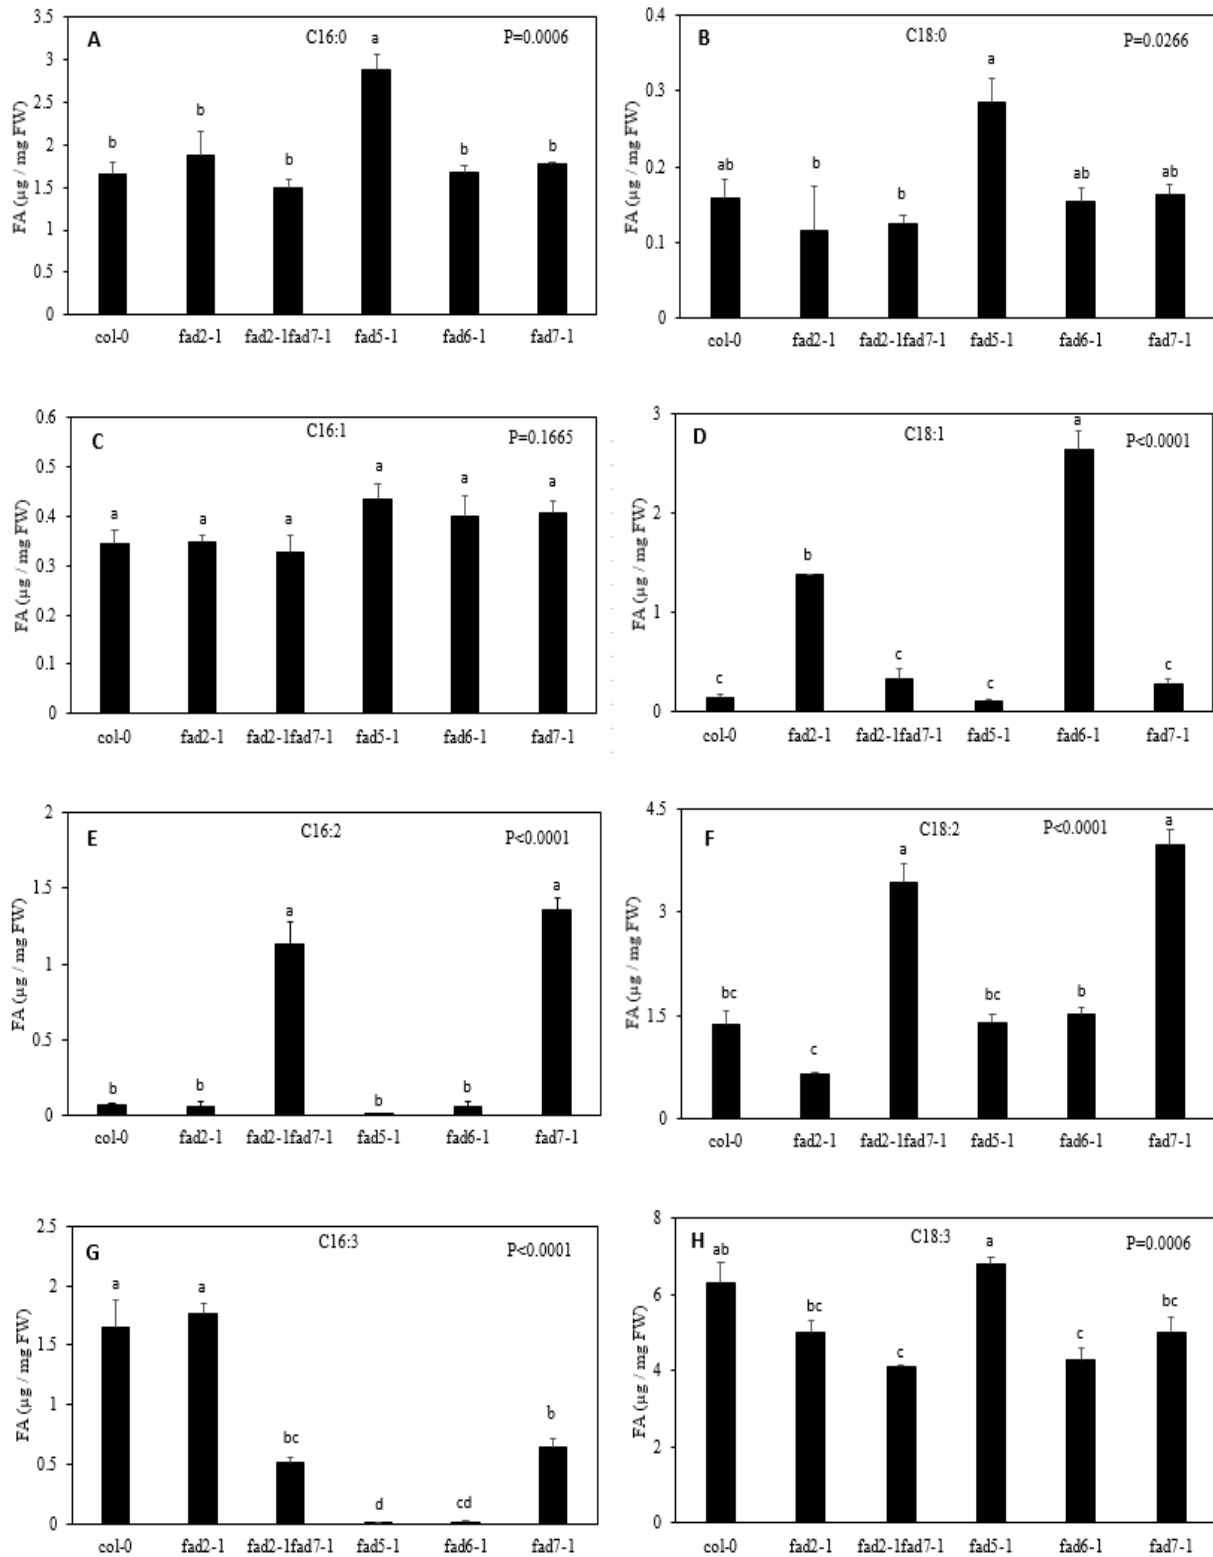 A C16:0 P=0.0006
FA (µg / mg FW)
3.5
3
2.5
2
1.5
1
0.5
0
b b b a b b
col-0 fad2-1 fad2-1fad7-1 fad5-1 fad6-1 fad7-1
B C18:0 P=0.0266
FA (µg / mg FW)
0.4
0.3
0.2
0.1
0
ab b b a ab ab
col-0 fad2-1 fad2-1fad7-1 fad5-1 fad6-1 fad7-1
C C16:1 P=0.1665
FA (µg / mg FW)
0.6
0.5
0.4
0.3
0.2
0.1
0
a a a a a a
col-0 fad2-1 fad2-1fad7-1 fad5-1 fad6-1 fad7-1
D C18:1 P<0.0001
FA (µg / mg FW)
3
2
1
0
c b c c a c
col-0 fad2-1 fad2-1fad7-1 fad5-1 fad6-1 fad7-1
E C16:2 P<0.0001
FA (µg / mg FW)
2
1.5
1
0.5
0
b b a b b a
col-0 fad2-1 fad2-1fad7-1 fad5-1 fad6-1 fad7-1
F C18:2 P<0.0001
FA (µg / mg FW)
4.5
3
1.5
0
bc c a bc b a
col-0 fad2-1 fad2-1fad7-1 fad5-1 fad6-1 fad7-1
G C16:3 P<0.0001
FA (µg / mg FW)
2.5
2
1.5
1
0.5
0
a a bc d cd b
col-0 fad2-1 fad2-1fad7-1 fad5-1 fad6-1 fad7-1
H C18:3 P=0.0006
FA (µg / mg FW)
8
6
4
2
0
ab bc c a c bc
col-0 fad2-1 fad2-1fad7-1 fad5-1 fad6-1 fad7-1